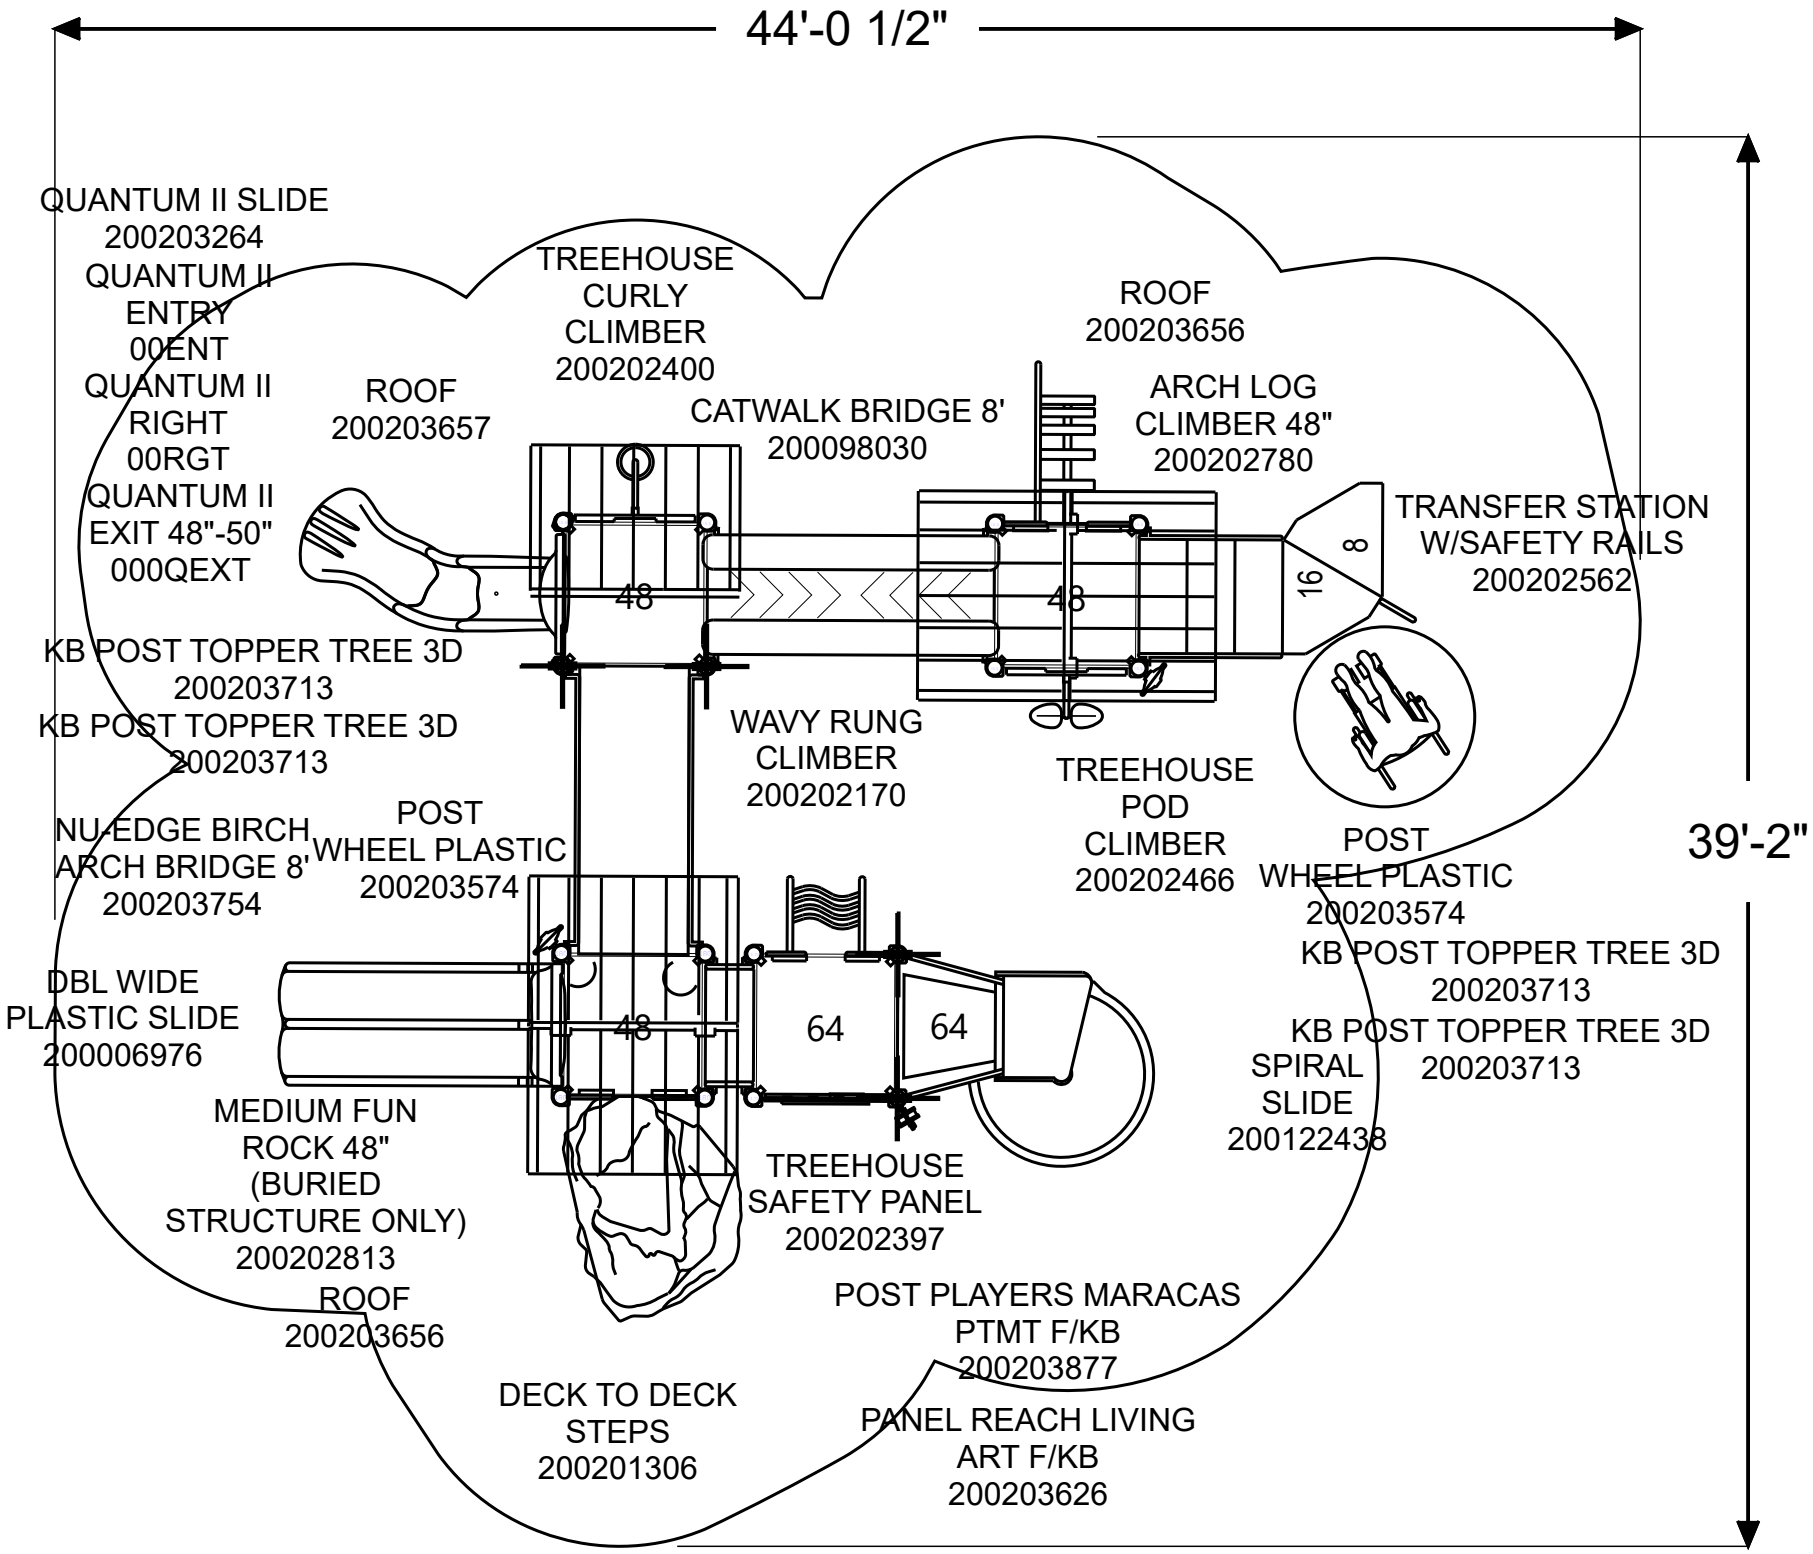 44'-0 1/2"
QUANTUM II SLIDE
200203264
QUANTUM II
ENTRY
00ENT
QUANTUM II
RIGHT
00RGT
QUANTUM II
EXIT 48"-50"
000QEXT
ROOF
200203657
TREEHOUSE
CURLY
CLIMBER
200202400
CATWALK BRIDGE 8'
200098030
ROOF
200203656
ARCH LOG
CLIMBER 48"
200202780
TRANSFER STATION
W/SAFETY RAILS
200202562
48
48
16
8
KB POST TOPPER TREE 3D
200203713
KB POST TOPPER TREE 3D
200203713
WAVY RUNG
CLIMBER
200202170
TREEHOUSE
POD
CLIMBER
200202466
39'-2"
NU-EDGE BIRCH
ARCH BRIDGE 8'
200203754
POST
WHEEL PLASTIC
200203574
POST
WHEEL PLASTIC
200203574
KB POST TOPPER TREE 3D
200203713
KB POST TOPPER TREE 3D
200203713
DBL WIDE
PLASTIC SLIDE
200006976
48
64
64
SPIRAL
SLIDE
200122438
MEDIUM FUN
ROCK 48"
(BURIED
STRUCTURE ONLY)
200202813
ROOF
200203656
TREEHOUSE
SAFETY PANEL
200202397
POST PLAYERS MARACAS
PTMT F/KB
200203877
DECK TO DECK
STEPS
200201306
PANEL REACH LIVING
ART F/KB
200203626